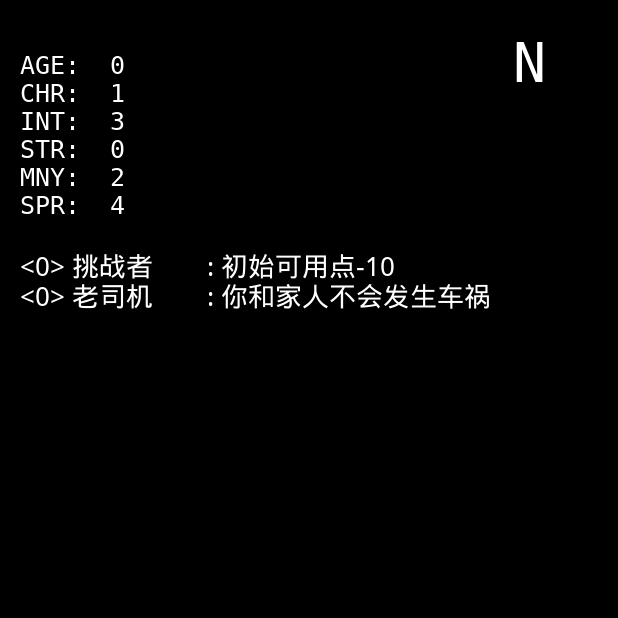 N
AGE: 0
CHR: 1
INT: 3
STR: 0
MNY: 2
SPR: 4
<0> 挑战者 : 初始可用点-10
<0> 老司机 : 你和家人不会发生车祸